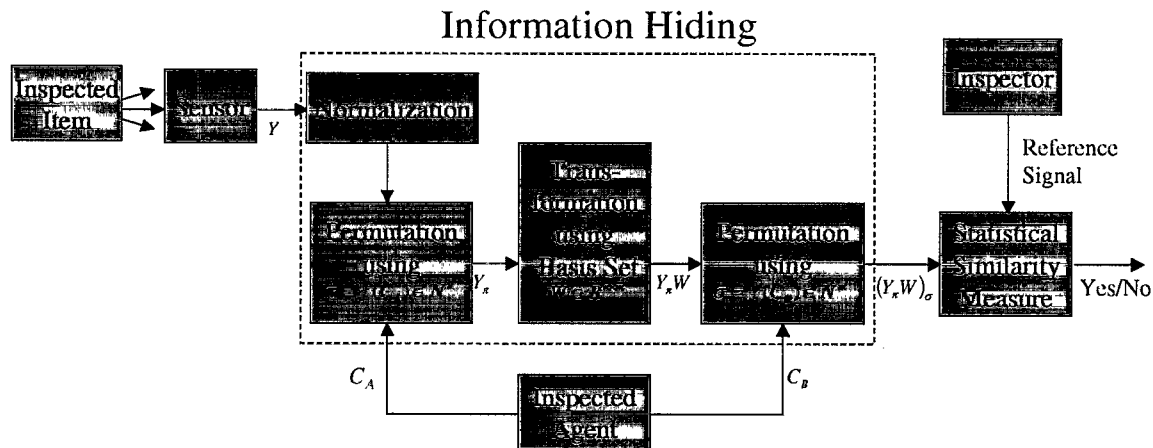 Information Hiding
Inspected
Item
Sensor
Y
Normalization
Inspector
Reference
Signal
Permutation
using
Y_π
Trans-
formation
using
Basis Set
Y_πW
Permutation
using
(Y_πW)_σ
Statistical
Similarity
Measure
Yes/No
C_A
C_B
Inspected
Agent